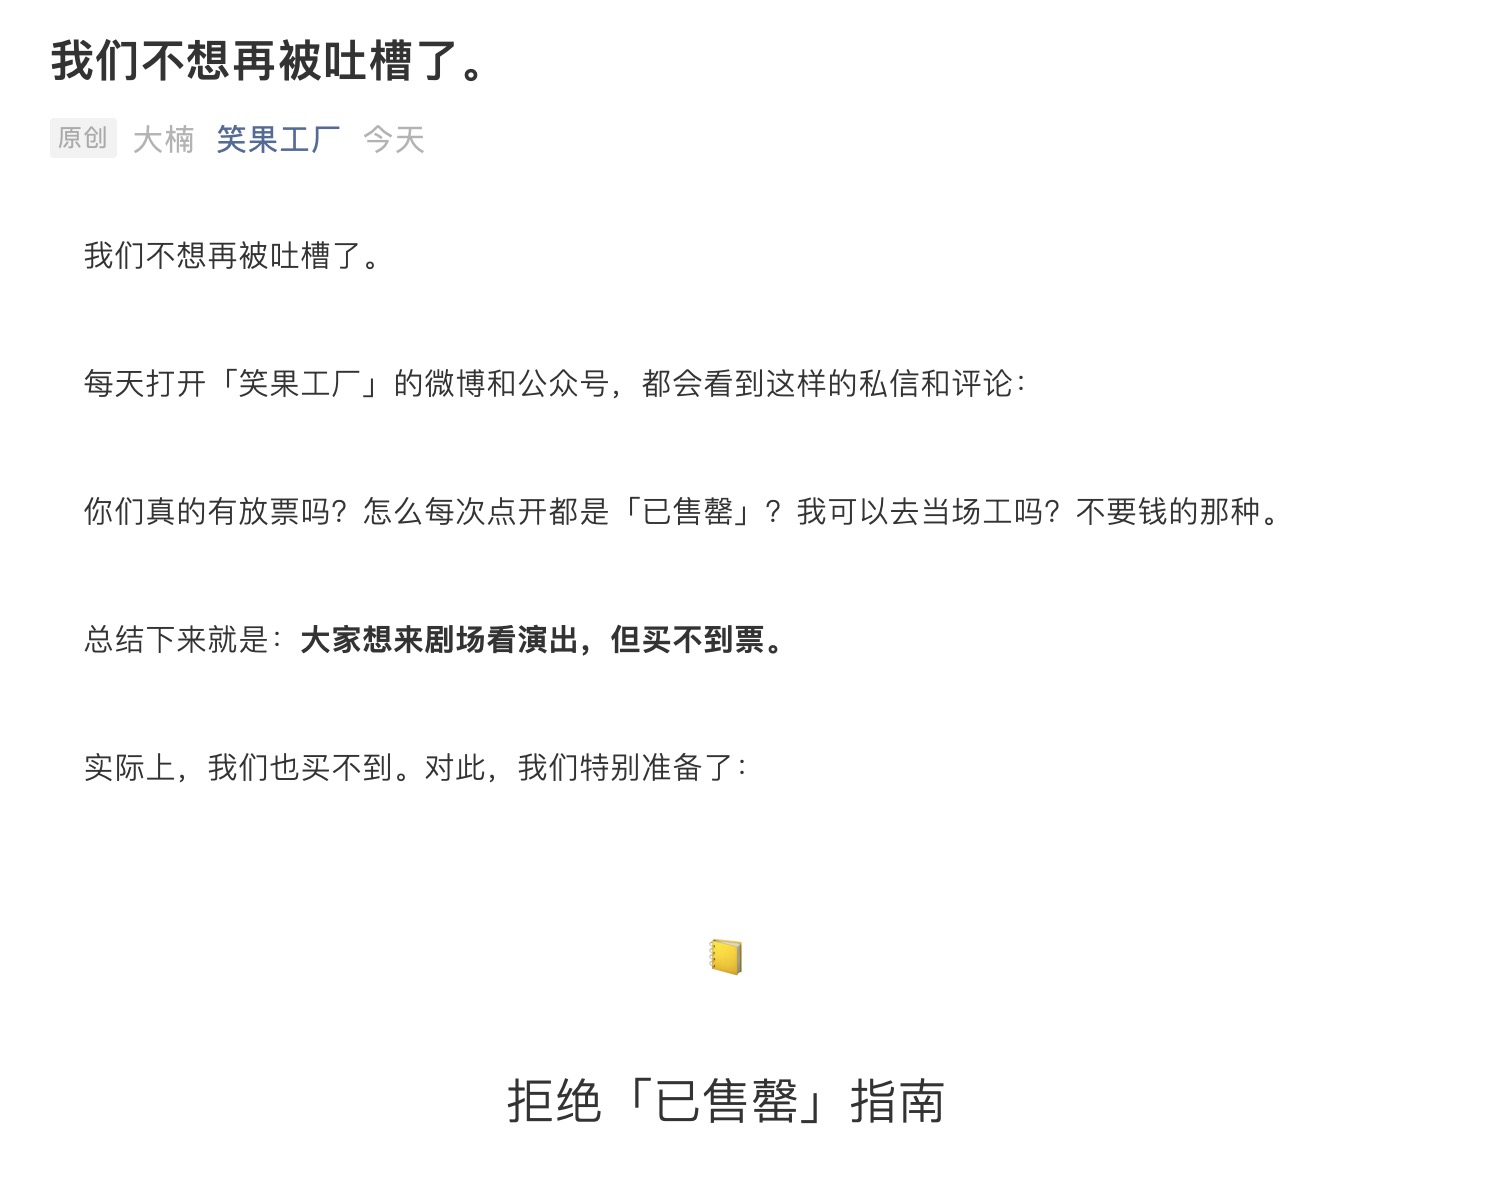 我们不想再被吐槽了。
原创 大楠 笑果工厂 今天
我们不想再被吐槽了。
每天打开「笑果工厂」的微博和公众号，都会看到这样的私信和评论：
你们真的有放票吗？怎么每次点开都是「已售罄」？我可以去当场工吗？不要钱的那种。
总结下来就是：大家想来剧场看演出，但买不到票。
实际上，我们也买不到。对此，我们特别准备了：
拒绝「已售罄」指南